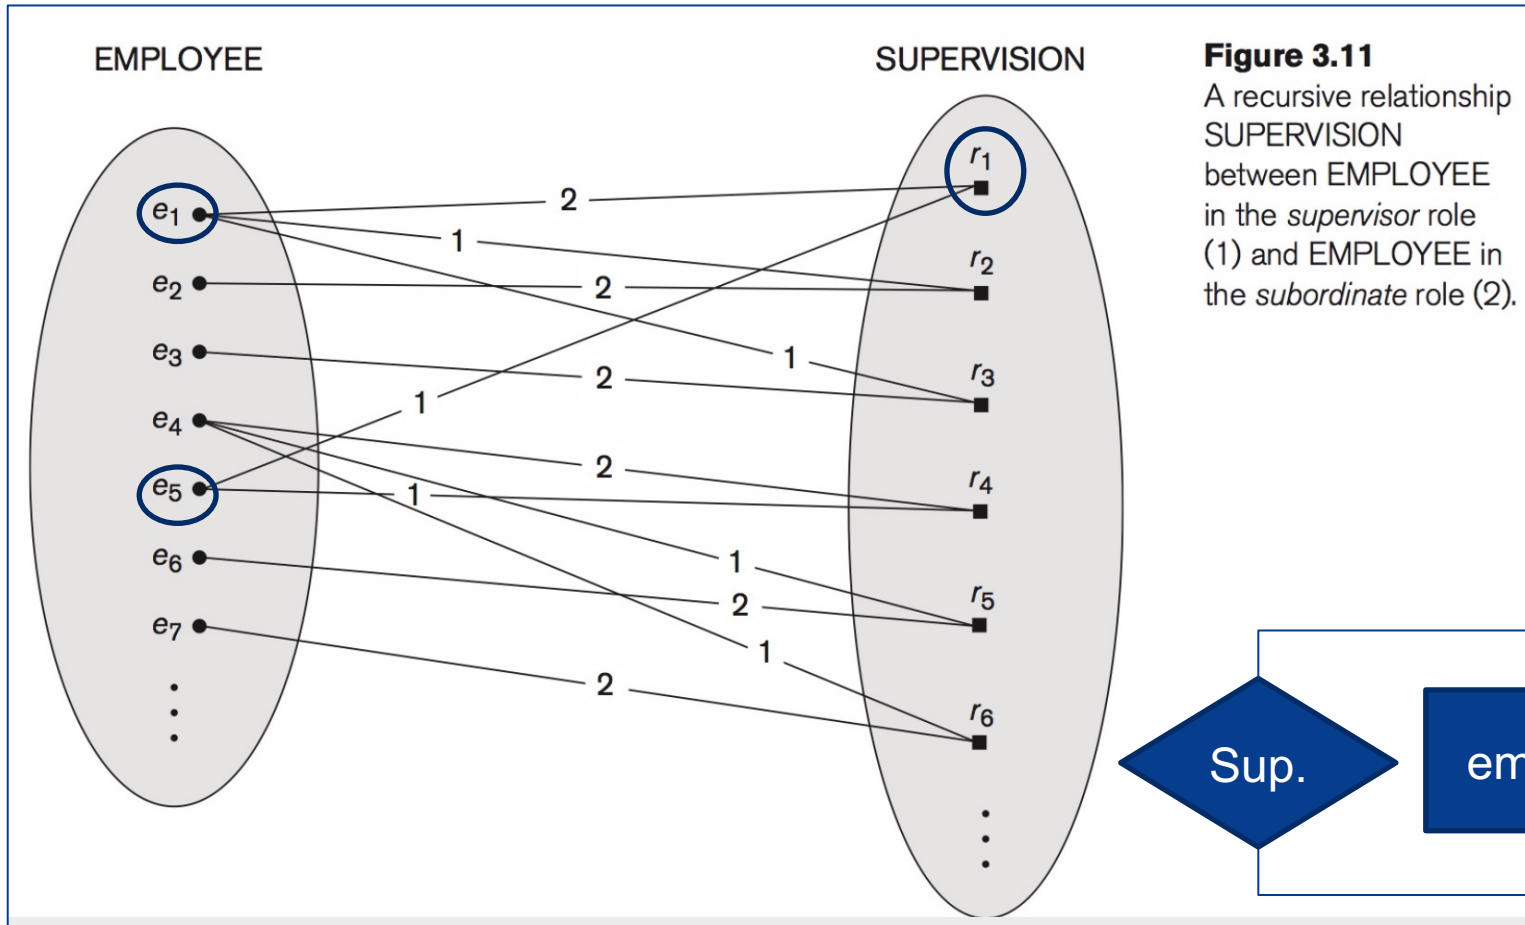 EMPLOYEE
SUPERVISION
Figure 3.11
A recursive relationship
SUPERVISION
between EMPLOYEE
in the supervisor role
(1) and EMPLOYEE in
the subordinate role (2).
e1
e2
e3
e4
e5
e6
e7
2
1
2
1
2
1
2
1
1
2
1
2
r1
r2
r3
r4
r5
r6
Sup.
em